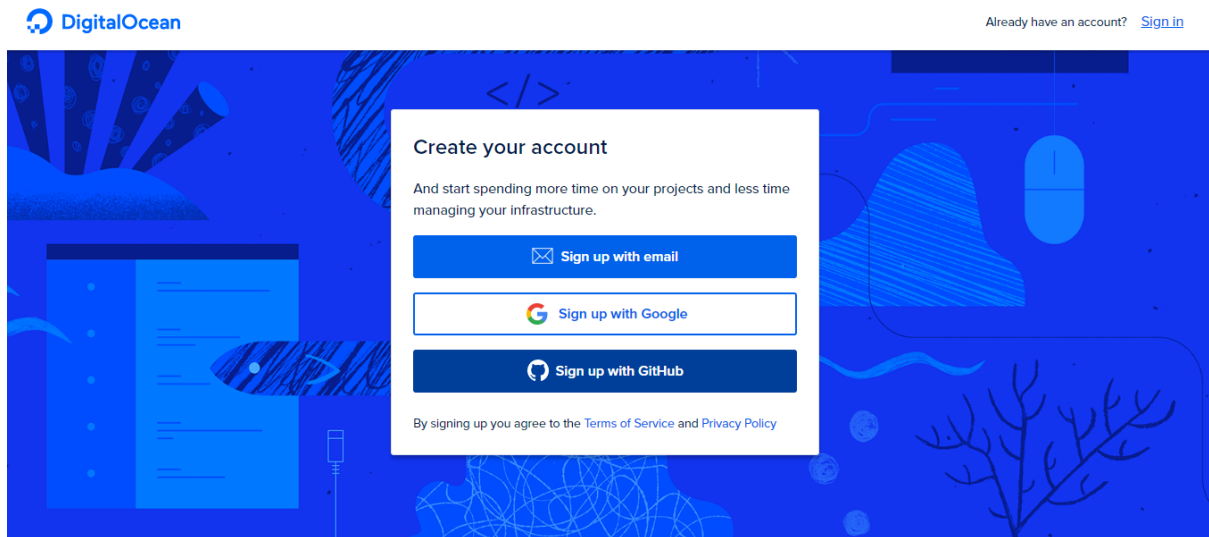 DigitalOcean
Already have an account? Sign in
</>
Create your account
And start spending more time on your projects and less time
managing your infrastructure.
Sign up with email
Sign up with Google
Sign up with GitHub
By signing up you agree to the Terms of Service and Privacy Policy